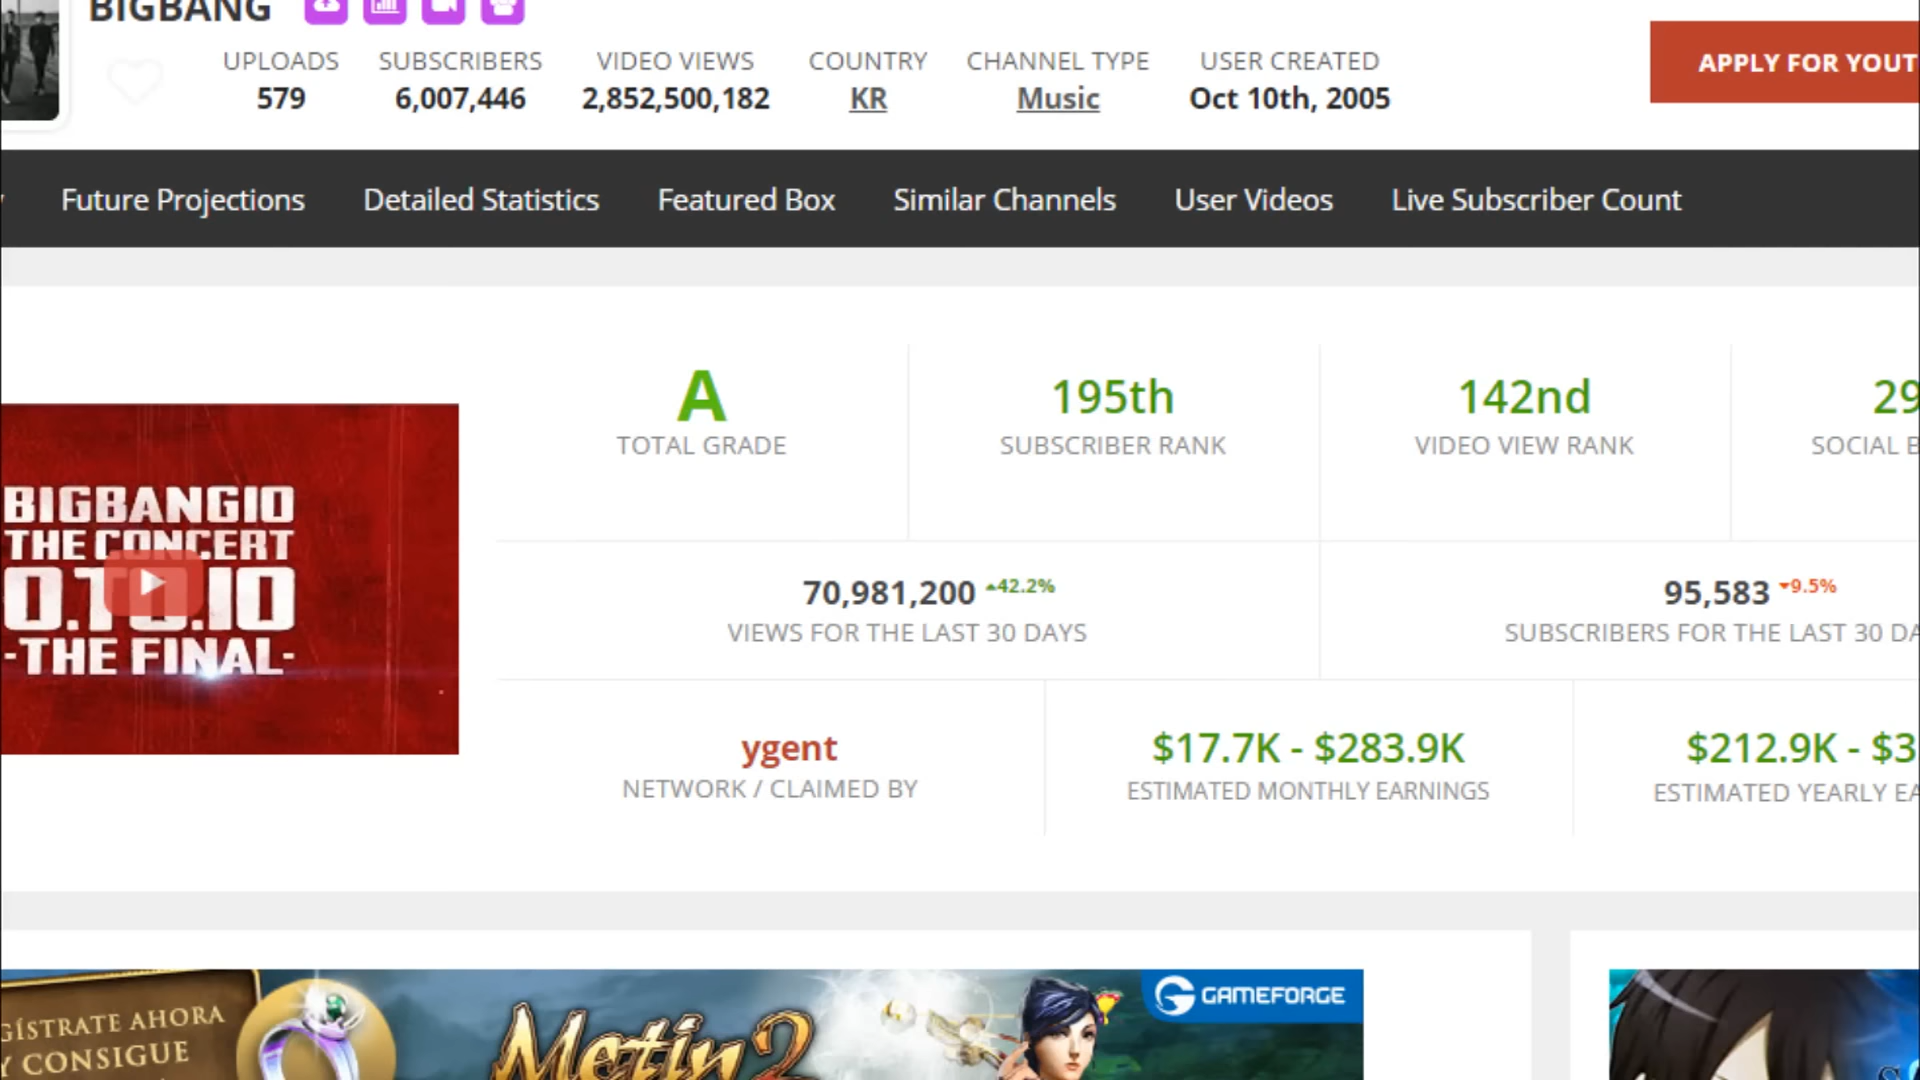 BIGBANG
UPLOADS SUBSCRIBERS VIDEO VIEWS COUNTRY CHANNEL TYPE USER CREATED
579 6,007,446 2,852,500,182 KR Music Oct 10th, 2005
APPLY FOR YOUT
Future Projections Detailed Statistics Featured Box Similar Channels User Videos Live Subscriber Count
BIGBANG10
THE CONCERT
0.TO.10
-THE FINAL-
A 195th 142nd 29
TOTAL GRADE SUBSCRIBER RANK VIDEO VIEW RANK SOCIAL B
70,981,200 42.2% 95,583 9.5%
VIEWS FOR THE LAST 30 DAYS SUBSCRIBERS FOR THE LAST 30 DA
ygent $17.7K - $283.9K $212.9K - $3
NETWORK / CLAIMED BY ESTIMATED MONTHLY EARNINGS ESTIMATED YEARLY EA
GÍSTRATE AHORA
Y CONSIGUE
Metin2
GAMEFORGE